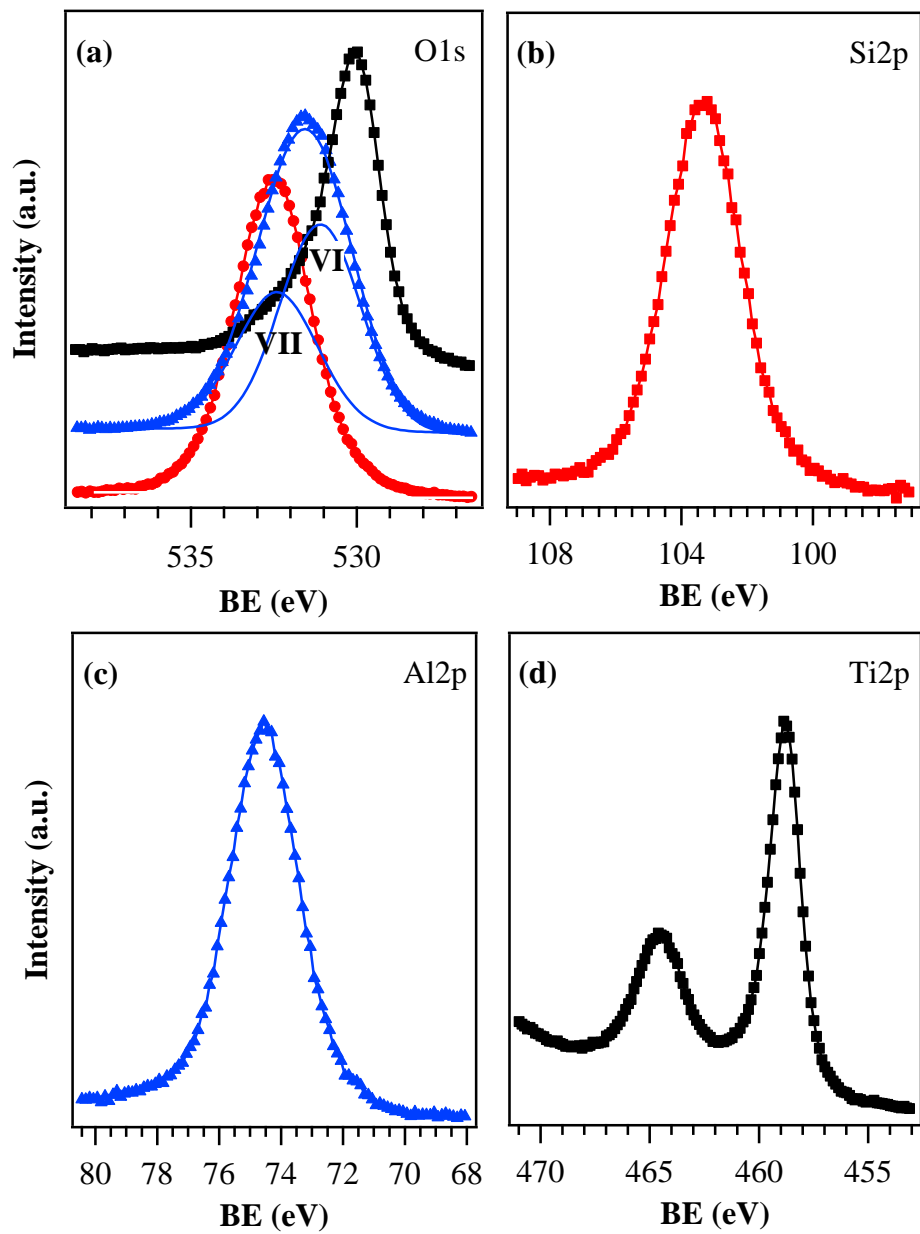 (a) O1s
VI
VII
Intensity (a.u.)
535 530
BE (eV)
(b) Si2p
108 104 100
BE (eV)
(c) Al2p
Intensity (a.u.)
80 78 76 74 72 70 68
BE (eV)
(d) Ti2p
470 465 460 455
BE (eV)